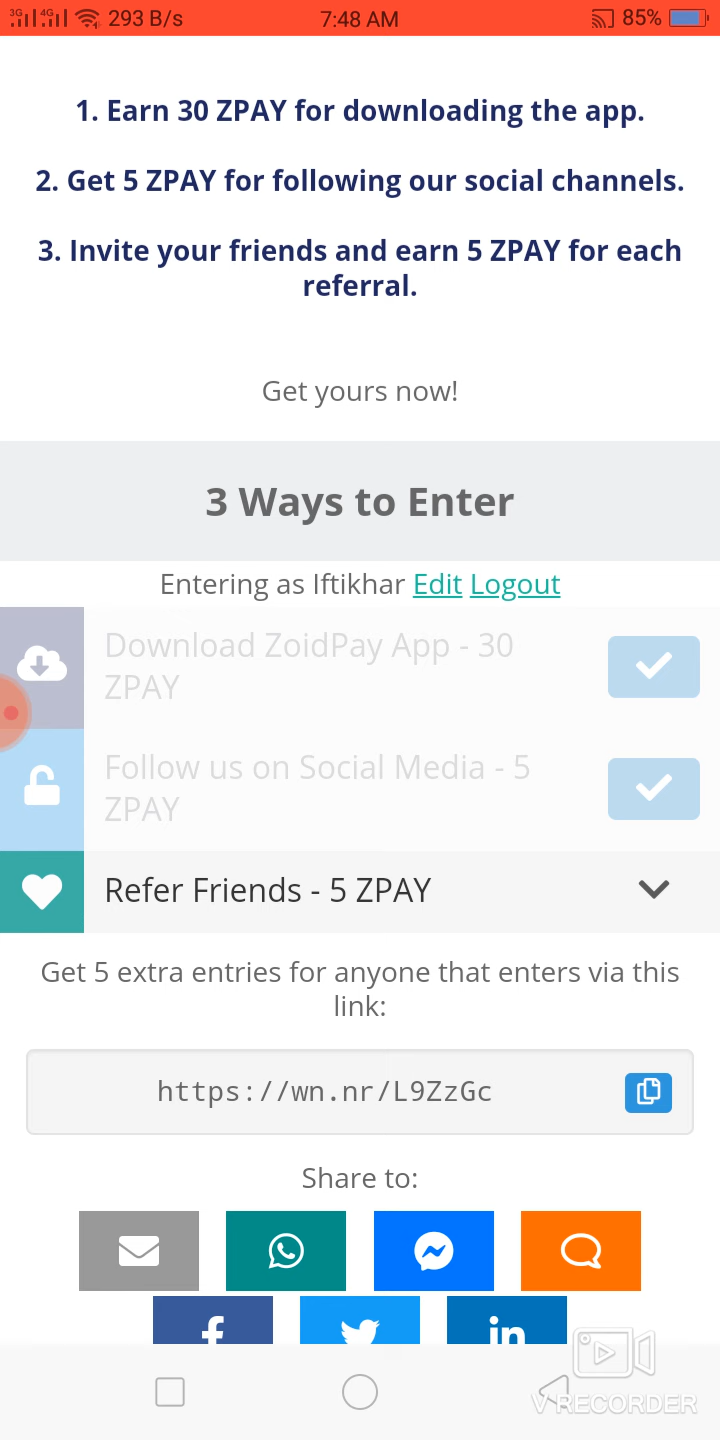 3G 4G 293 B/s 7:48 AM 85%
1. Earn 30 ZPAY for downloading the app.
2. Get 5 ZPAY for following our social channels.
3. Invite your friends and earn 5 ZPAY for each
referral.
Get yours now!
3 Ways to Enter
Entering as Iftikhar Edit Logout
Download ZoidPay App - 30
ZPAY
Follow us on Social Media - 5
ZPAY
Refer Friends - 5 ZPAY
Get 5 extra entries for anyone that enters via this
link:
https://wn.nr/L9ZzGc
Share to:
f in
V RECORDER